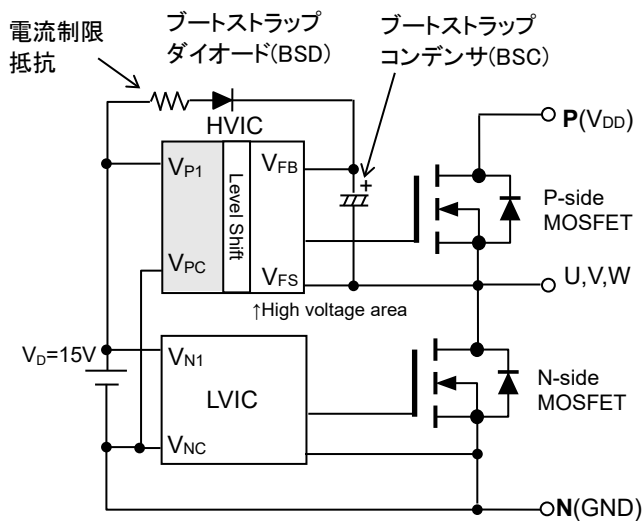 電流制限
抵抗
ブートストラップ
ダイオード(BSD)
ブートストラップ
コンデンサ(BSC)
HVIC
P(VDD)
VP1
Level Shift
VFB
+
P-side
MOSFET
VPC
VFS
U,V,W
↑High voltage area
VD=15V
VN1
LVIC
N-side
MOSFET
VNC
N(GND)